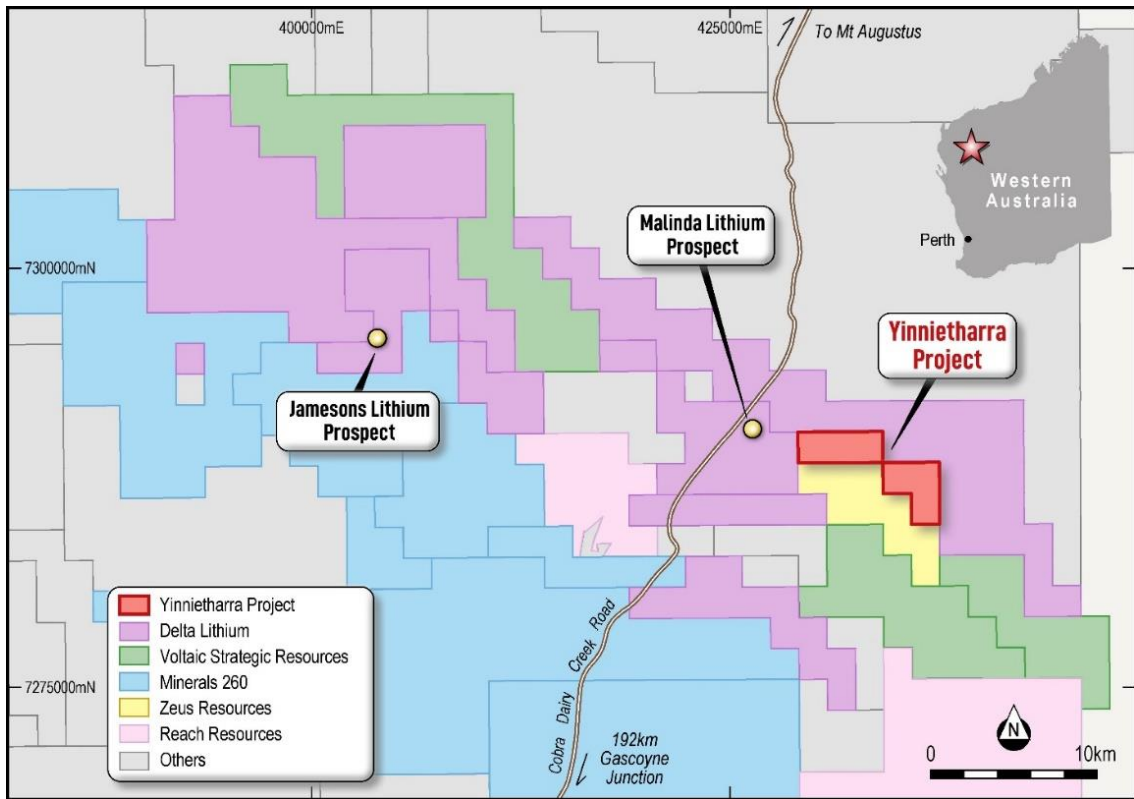 400000mE
425000mE
To Mt Augustus
Western
Australia
Perth
Malinda Lithium
Prospect
7300000mN
Yinnietharra
Project
Jamesons Lithium
Prospect
Yinnietharra Project
Delta Lithium
Voltaic Strategic Resources
Minerals 260
Zeus Resources
Reach Resources
Others
7275000mN
Cobra Dairy Creek Road
192km
Gascoyne
Junction
N
0 10km